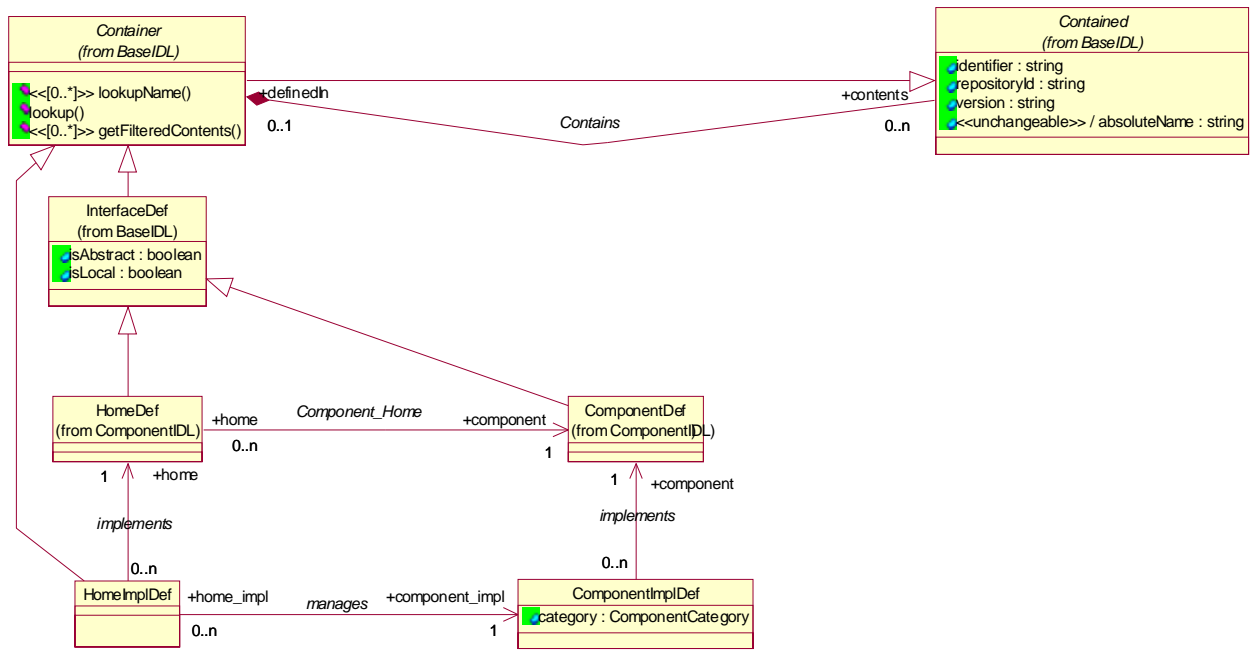 Container
(from BaseIDL)
<<[0..*]>> lookupName()
lookup()
<<[0..*]>> getFilteredContents()
Contained
(from BaseIDL)
identifier : string
repositoryId : string
version : string
<<unchangeable>> / absoluteName : string
+definedIn
0..1
Contains
+contents
0..n
InterfaceDef
(from BaseIDL)
isAbstract : boolean
isLocal : boolean
HomeDef
(from ComponentIDL)
+home
0..n
Component_Home
+component
1
ComponentDef
(from ComponentIDL)
1
+home
implements
0..n
1
+component
implements
0..n
HomeImplDef
+home_impl
0..n
manages
+component_impl
1
ComponentImplDef
category : ComponentCategory